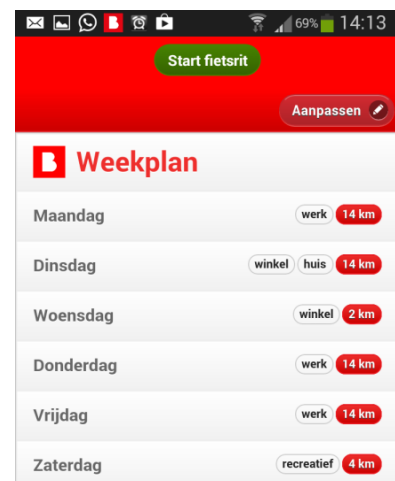 69% 14:13
Start fietsrit
Aanpassen
B Weekplan
Maandag werk 14 km
Dinsdag winkel huis 14 km
Woensdag winkel 2 km
Donderdag werk 14 km
Vrijdag werk 14 km
Zaterdag recreatief 4 km